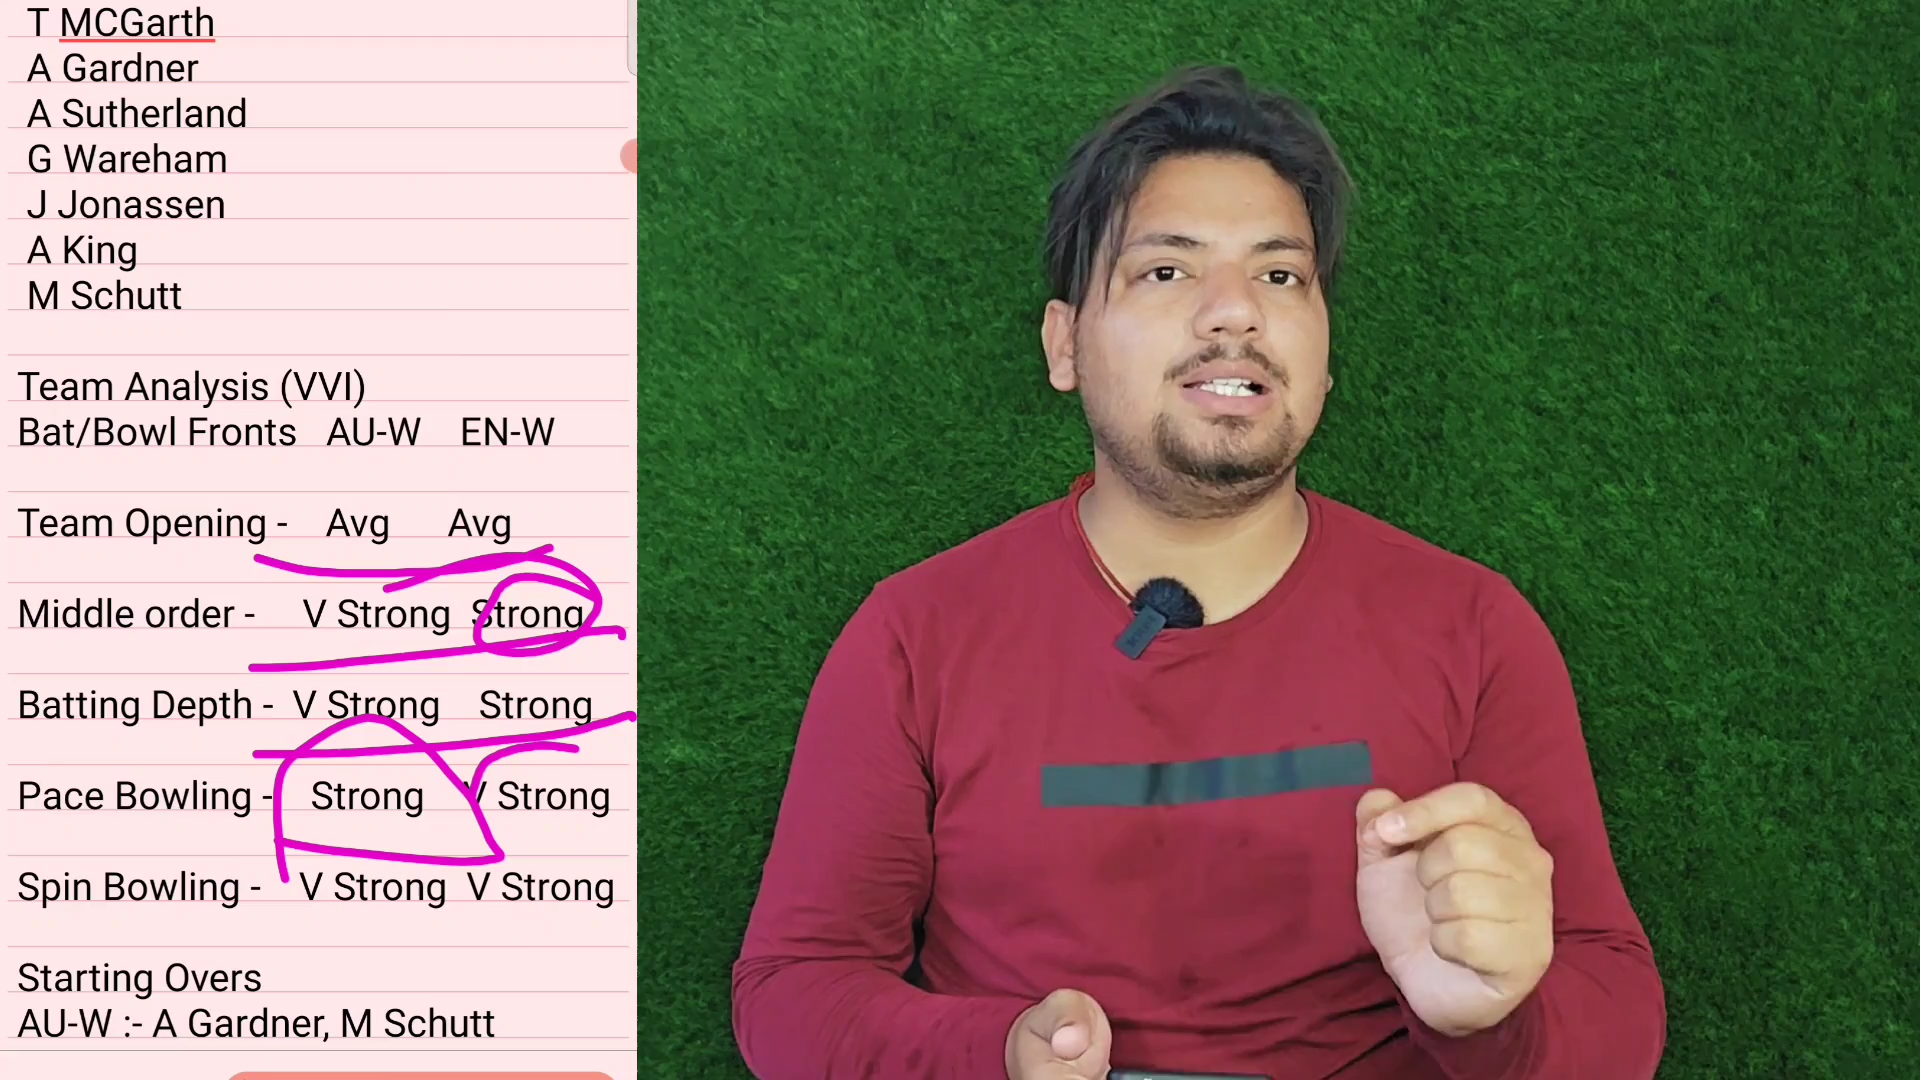 T MCGarth
A Gardner
A Sutherland
G Wareham
J Jonassen
A King
M Schutt
Team Analysis (VVI)
Bat/Bowl Fronts AU-W EN-W
Team Opening - Avg Avg
Middle order - V Strong Strong
Batting Depth - V Strong Strong
Pace Bowling - Strong V Strong
Spin Bowling - V Strong V Strong
Starting Overs
AU-W :- A Gardner, M Schutt